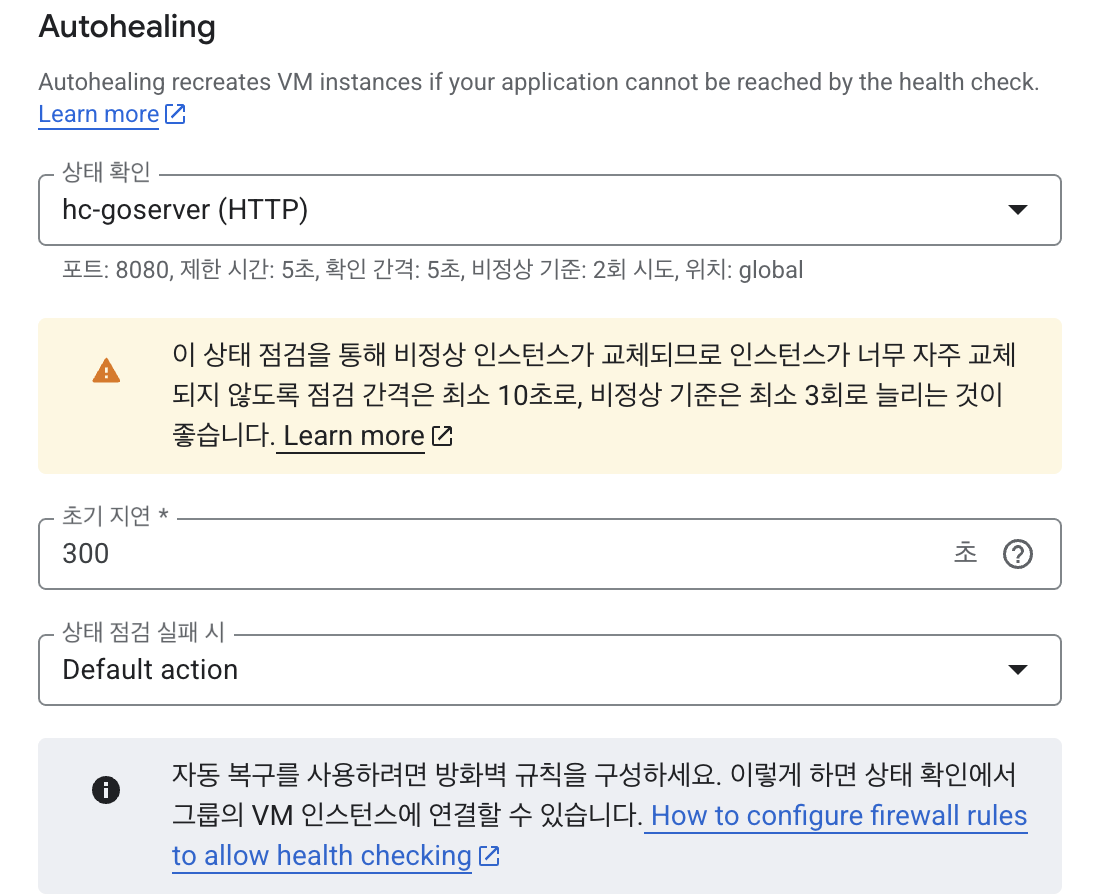 Autohealing
Autohealing recreates VM instances if your application cannot be reached by the health check.
Learn more
상태 확인
hc-goserver (HTTP)
포트: 8080, 제한 시간: 5초, 확인 간격: 5초, 비정상 기준: 2회 시도, 위치: global
이 상태 점검을 통해 비정상 인스턴스가 교체되므로 인스턴스가 너무 자주 교체
되지 않도록 점검 간격은 최소 10초로, 비정상 기준은 최소 3회로 늘리는 것이
좋습니다. Learn more
초기 지연 *
300 초
상태 점검 실패 시
Default action
자동 복구를 사용하려면 방화벽 규칙을 구성하세요. 이렇게 하면 상태 확인에서
그룹의 VM 인스턴스에 연결할 수 있습니다. How to configure firewall rules
to allow health checking